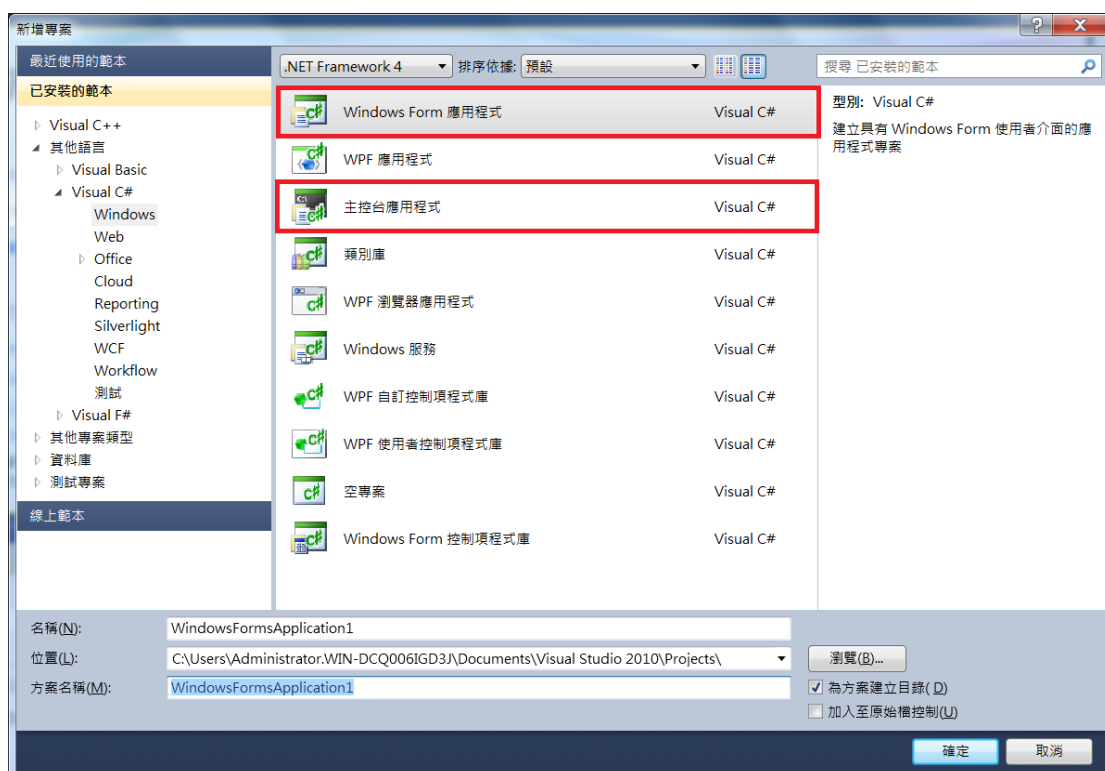 新增專案
最近使用的範本
已安裝的範本
Visual C++
其他語言
Visual Basic
Visual C#
Windows
Web
Office
Cloud
Reporting
Silverlight
WCF
Workflow
測試
Visual F#
其他專案類型
資料庫
測試專案
線上範本
.NET Framework 4 排序依據: 預設
Windows Form 應用程式 Visual C#
WPF 應用程式 Visual C#
主控台應用程式 Visual C#
類別庫 Visual C#
WPF 瀏覽器應用程式 Visual C#
Windows 服務 Visual C#
WPF 自訂控制項程式庫 Visual C#
WPF 使用者控制項程式庫 Visual C#
空專案 Visual C#
Windows Form 控制項程式庫 Visual C#
搜尋 已安裝的範本
型別: Visual C#
建立具有 Windows Form 使用者介面的應
用程式專案
名稱(N): WindowsFormsApplication1
位置(L): C:\Users\Administrator.WIN-DCQ006IGD3J\Documents\Visual Studio 2010\Projects\ 瀏覽(B)...
方案名稱(M): WindowsFormsApplication1
為方案建立目錄( D)
加入至原始檔控制(U)
確定 取消